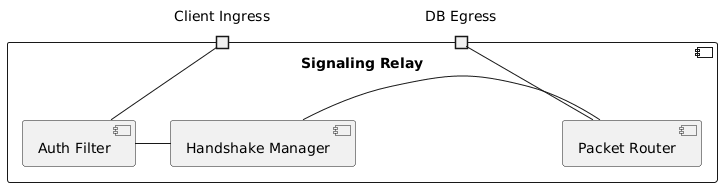 Client Ingress
DB Egress
Signaling Relay
Auth Filter
Handshake Manager
Packet Router